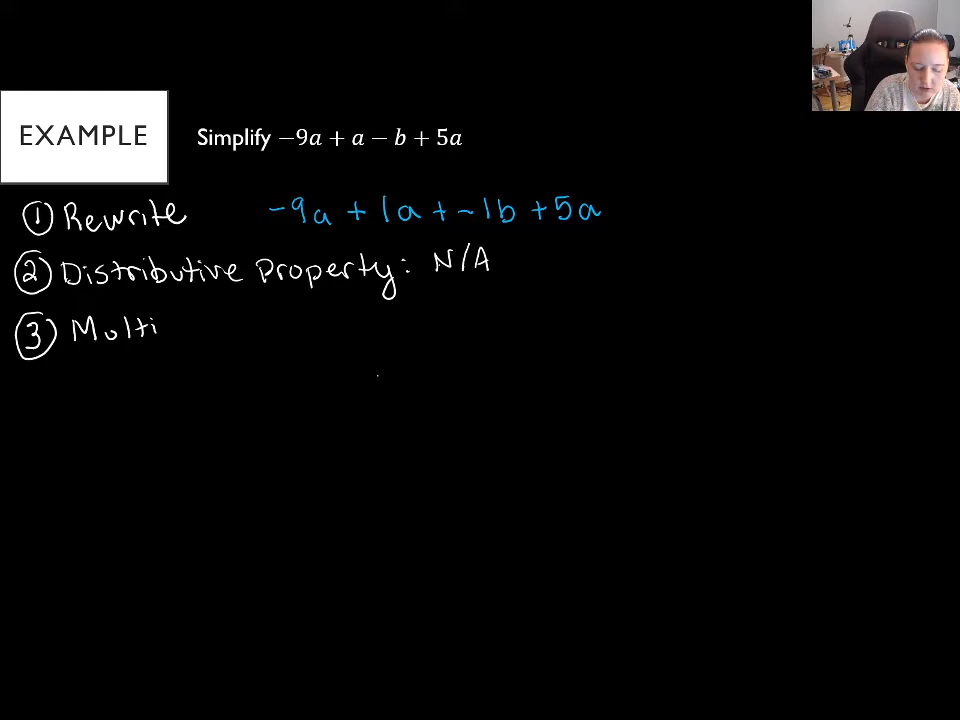 EXAMPLE
Simplify −9a + a − b + 5a
① Rewrite -9a + 1a + -1b + 5a
② Distributive Property: N/A
③ Multi